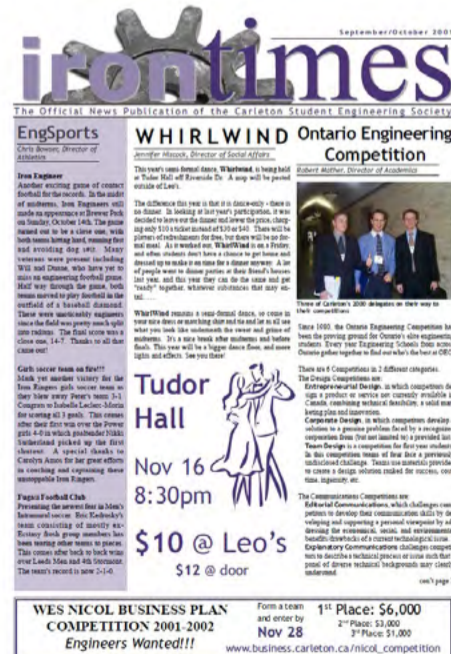 September/October 2001
irontimes
The Official News Publication of the Carleton Student Engineering Society
EngSports
Chris Bowson, Director of
Athletics
Iron Engineer
Another exciting game of contact
football for the records. In the midst
of midterms, Iron Engineers still
made an appearance at Brewer Park
on Sunday, October 14th. The game
turned out to be a close one, with
both teams hitting hard, running fast
and avoiding dog shit. Many
veterans were present including
Will and Dunne, who have yet to
miss an engineering football game.
Half way through the game, both
teams moved to play football in the
outfield of a baseball diamond.
These were unarguably engineers
since the field was pretty much split
into radians. The final score was a
close one, 14-7. Thanks to all that
came out!
Girls soccer team on fire!!!
Mark yet another victory for the
Iron Ringers girls soccer team as
they blew away Peter's team 3-1.
Congrats to Isabelle Leclerc-Morin
for scoring all 3 goals. This comes
after their first win over the Power
girls 4-0 in which goaltender Nikki
Sutherland picked up the first
shutout. A special thanks to
Carolyn Amos for her great efforts
in coaching and captaining these
unstoppable Iron Ringers.
Fugazi Football Club
Presenting the newest fear in Men's
Intramural soccer. Eric Kedrosky's
team consisting of mostly ex-
Ecstasy fresh group members has
been tearing other teams to pieces.
This comes after back to back wins
over Leeds Men and 4th Stormont.
The team's record is now 2-1-0.
WHIRLWIND
Jennifer Hiscock, Director of Social Affairs
This year's semi-formal dance, Whirlwind, is being held
at Tudor Hall off Riverside Dr. A map will be posted
outside of Leo's.
The difference this year is that it is dance-only - there is
no dinner. In looking at last year's participation, it was
decided to leave out the dinner and lower the price, charg-
ing only $10 a ticket instead of $30 or $40. There will be
plenty of refreshments for free, but there will be no for-
mal meal. As it worked out, WhirlWind is on a Friday,
and often students don't have a chance to get home and
dressed up to make it on time for a dinner anyway. A lot
of people went to dinner parties at their friend's houses
last year, and this year they can do the same and get
"ready" together, whatever substances that may en-
tail.....
WhirlWind remains a semi-formal dance, so come in
your nice dress or matching shirt and tie and let us all see
what you look like underneath the sweat and grime of
midterms. It's a nice break after midterms and before
finals. This year will be a bigger dance floor, and more
lights and effects. See you there!
Tudor
Hall
Nov 16
8:30pm
$10 @ Leo's
$12 @ door
Ontario Engineering
Competition
Robert Mather, Director of Academics
Three of Carleton's 2000 delegates on their way to
their competitions
Since 1980, the Ontario Engineering Competition has
been the proving ground for Ontario's elite engineering
students. Every year Engineering Schools from across
Ontario gather together to find out who's the best at OEC.
There are 6 Competitions in 2 different categories.
The Design Competitions are:
Entrepreneurial Design, in which competitors de-
sign a product or service not currently available in
Canada, combining technical feasibility, a solid mar-
keting plan and innovation.
Corporate Design, in which competitors develop a
solution to a genuine problem faced by a recognized
corporation from (but not limited to) a provided list.
Team Design is a competition for first year students.
In this competition teams of four face a previously
undisclosed challenge. Teams use materials provided
to create a design solution ranked for success, cost,
time, ingenuity, etc.
The Communications Competitions are:
Editorial Communications, which challenges com-
petitors to develop their communication skills by de-
veloping and supporting a personal viewpoint by ad-
dressing the economical, social, and environmental
benefits/drawbacks of a current technological issue.
Explanatory Communications challenges competi-
tors to describe a technical process or issue such that a
panel of diverse technical backgrounds may clearly
understand.
con't page
WES NICOL BUSINESS PLAN
COMPETITION 2001-2002
Engineers Wanted!!!
Form a team
and enter by
Nov 28
1st Place: $6,000
2nd Place: $3,000
3rd Place: $1,000
www.business.carleton.ca/nicol_competition